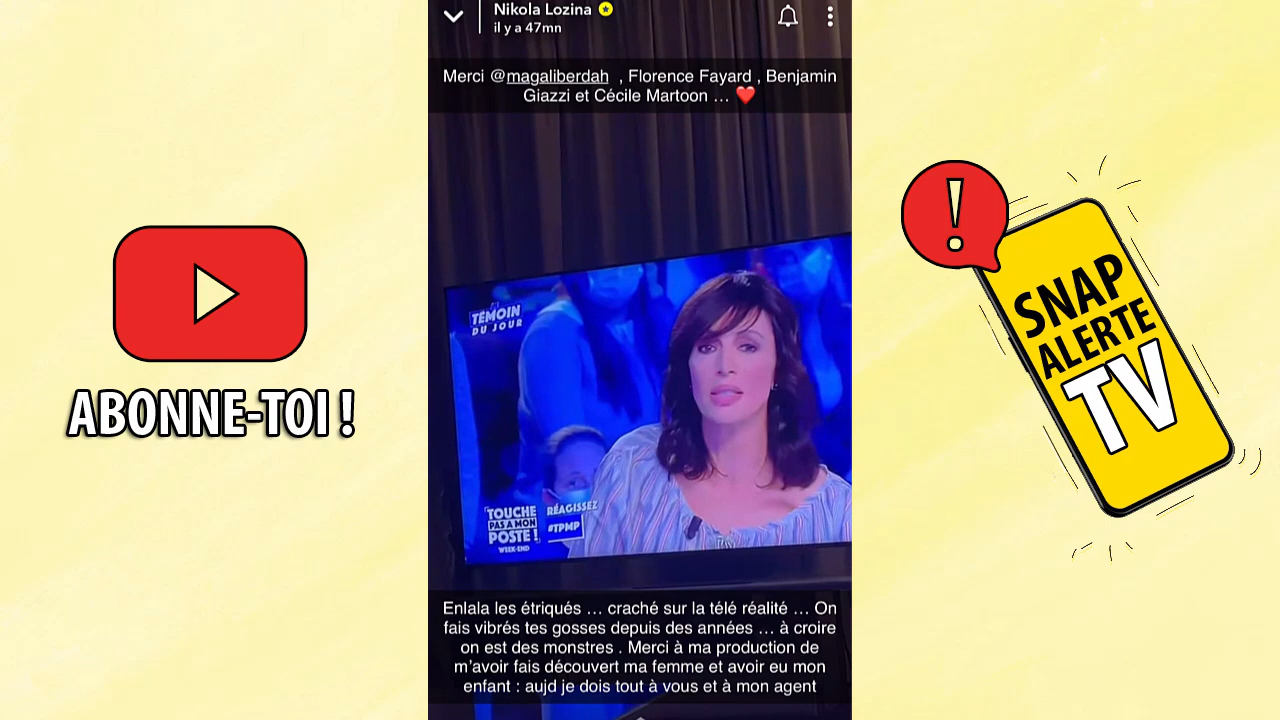 Nikola Lozina
il y a 47mn
Merci @magaliberdah , Florence Fayard , Benjamin
Giazzi et Cécile Martoon … ❤️
TÉMOIN
DU JOUR
TOUCHE
PAS A MON
POSTE !
WEEK-END
RÉAGISSEZ
#TPMP
Enlala les étriqués … craché sur la télé réalité … On
fais vibrés tes gosses depuis des années … à croire
on est des monstres . Merci à ma production de
m'avoir fais découvert ma femme et avoir eu mon
enfant : aujd je dois tout à vous et à mon agent
ABONNE-TOI !
!
SNAP
ALERTE
TV